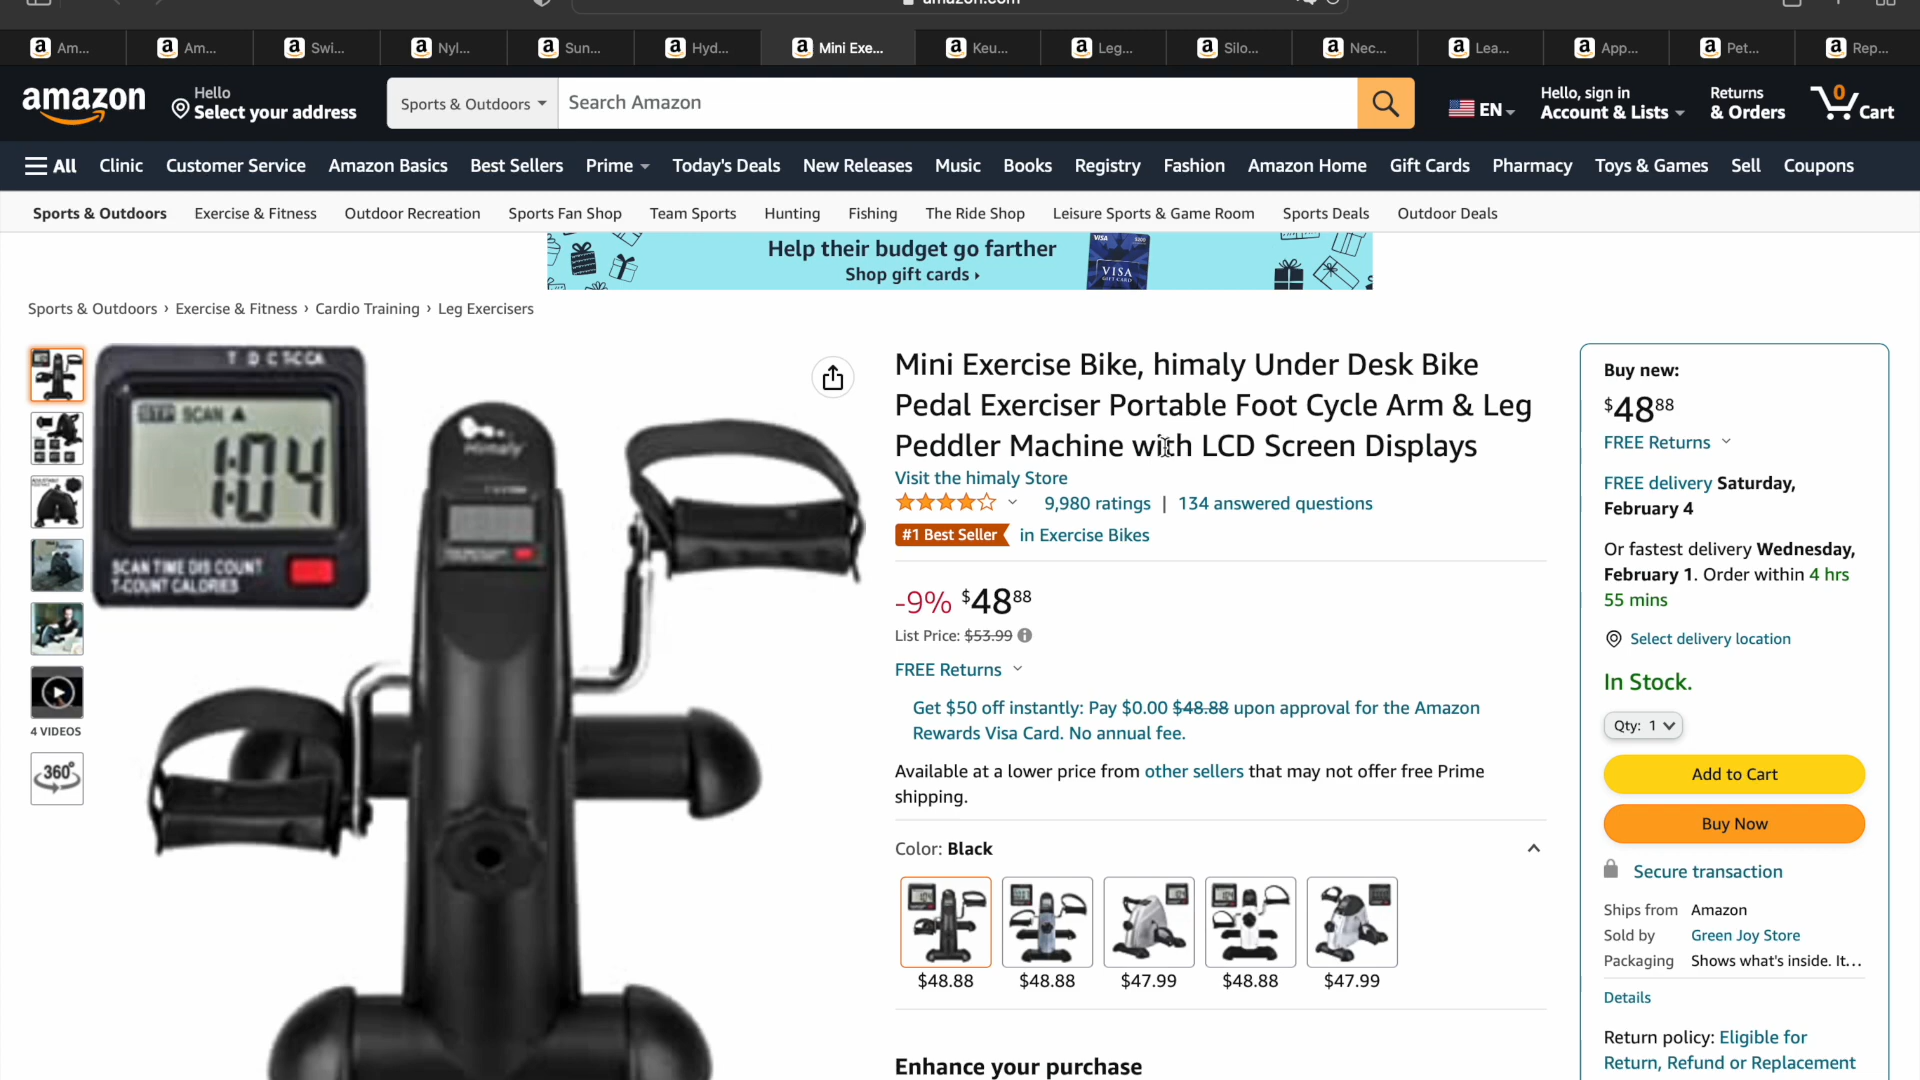 amazon.com
Am...
Am...
Swi...
Nyl...
Sun...
Hyd...
Mini Exe...
Keu...
Leg...
Silo...
Nec...
Lea...
App...
Pet...
Rep...
amazon
Hello
Select your address
Sports & Outdoors
Search Amazon
EN
Hello, sign in
Account & Lists
Returns
& Orders
0
Cart
All
Clinic
Customer Service
Amazon Basics
Best Sellers
Prime
Today's Deals
New Releases
Music
Books
Registry
Fashion
Amazon Home
Gift Cards
Pharmacy
Toys & Games
Sell
Coupons
Sports & Outdoors
Exercise & Fitness
Outdoor Recreation
Sports Fan Shop
Team Sports
Hunting
Fishing
The Ride Shop
Leisure Sports & Game Room
Sports Deals
Outdoor Deals
Help their budget go farther
Shop gift cards ›
VISA
VISA
Sports & Outdoors › Exercise & Fitness › Cardio Training › Leg Exercisers
STP SCAN
1:04
SCAN TIME DIS COUNT
T-COUNT CALORIES
Himaly
4 VIDEOS
360°
Mini Exercise Bike, himaly Under Desk Bike
Pedal Exerciser Portable Foot Cycle Arm & Leg
Peddler Machine with LCD Screen Displays
Visit the himaly Store
9,980 ratings | 134 answered questions
#1 Best Seller in Exercise Bikes
-9% $48 88
List Price: $53.99
FREE Returns
Get $50 off instantly: Pay $0.00 $48.88 upon approval for the Amazon
Rewards Visa Card. No annual fee.
Available at a lower price from other sellers that may not offer free Prime
shipping.
Color: Black
$48.88
$48.88
$47.99
$48.88
$47.99
Enhance your purchase
Buy new:
$48 88
FREE Returns
FREE delivery Saturday,
February 4
Or fastest delivery Wednesday,
February 1. Order within 4 hrs
55 mins
Select delivery location
In Stock.
Qty: 1
Add to Cart
Buy Now
Secure transaction
Ships from Amazon
Sold by Green Joy Store
Packaging Shows what's inside. It...
Details
Return policy: Eligible for
Return, Refund or Replacement